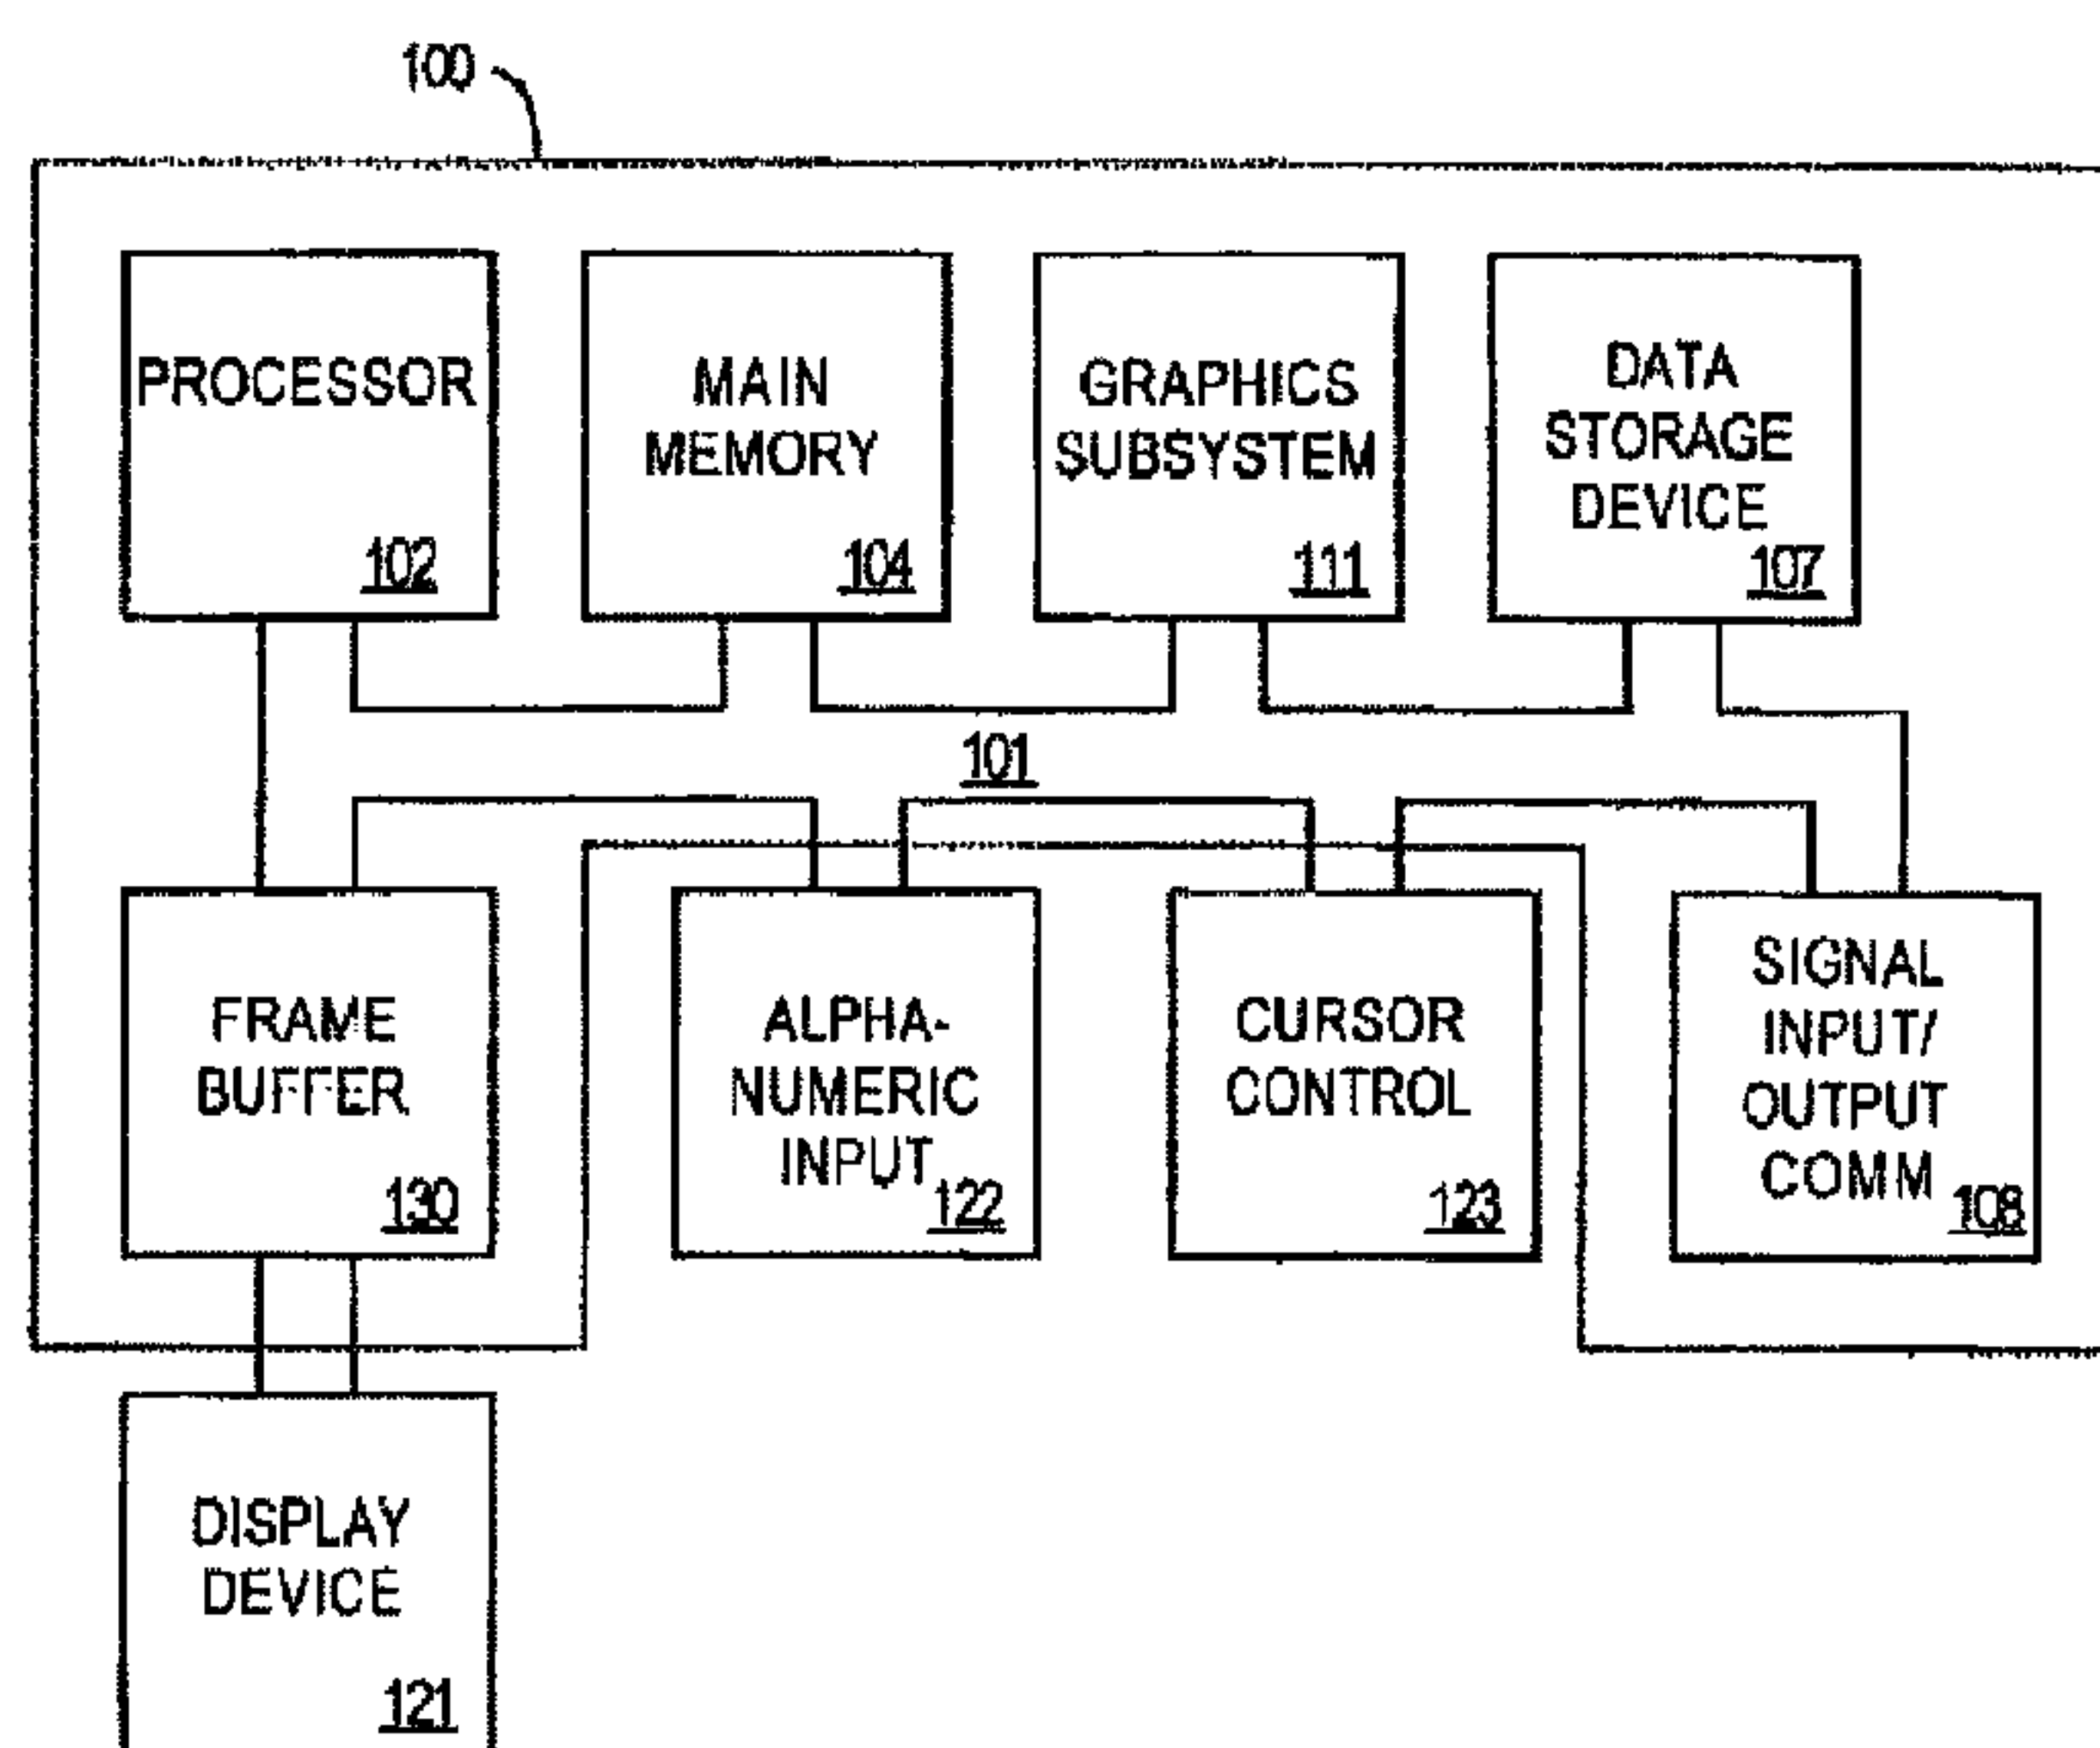 100
PROCESSOR
102
MAIN
MEMORY
104
GRAPHICS
SUBSYSTEM
111
DATA
STORAGE
DEVICE
107
101
FRAME
BUFFER
130
ALPHA-
NUMERIC
INPUT
122
CURSOR
CONTROL
123
SIGNAL
INPUT/
OUTPUT
COMM
108
DISPLAY
DEVICE
121